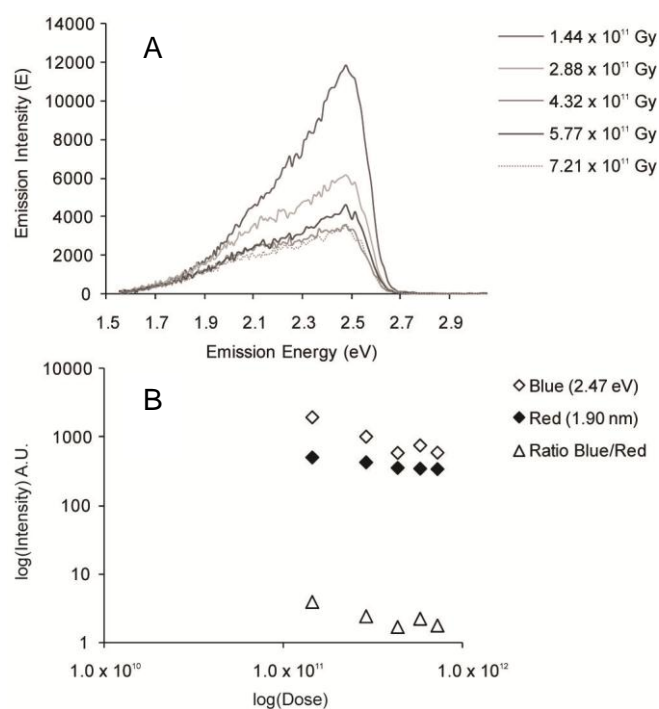 A
14000
12000
10000
8000
6000
4000
2000
0
Emission Intensity (E)
1.5 1.7 1.9 2.1 2.3 2.5 2.7 2.9
Emission Energy (eV)
1.44 x 10¹¹ Gy
2.88 x 10¹¹ Gy
4.32 x 10¹¹ Gy
5.77 x 10¹¹ Gy
7.21 x 10¹¹ Gy
B
10000
1000
100
10
1
log(Intensity) A.U.
1.0 x 10¹⁰ 1.0 x 10¹¹ 1.0 x 10¹²
log(Dose)
Blue (2.47 eV)
Red (1.90 nm)
Ratio Blue/Red